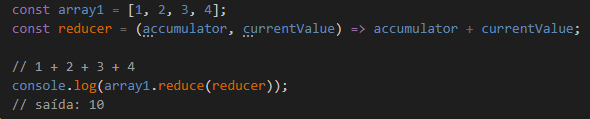 const array1 = [1, 2, 3, 4];
const reducer = (accumulator, currentValue) => accumulator + currentValue;
// 1 + 2 + 3 + 4
console.log(array1.reduce(reducer));
// saída: 10